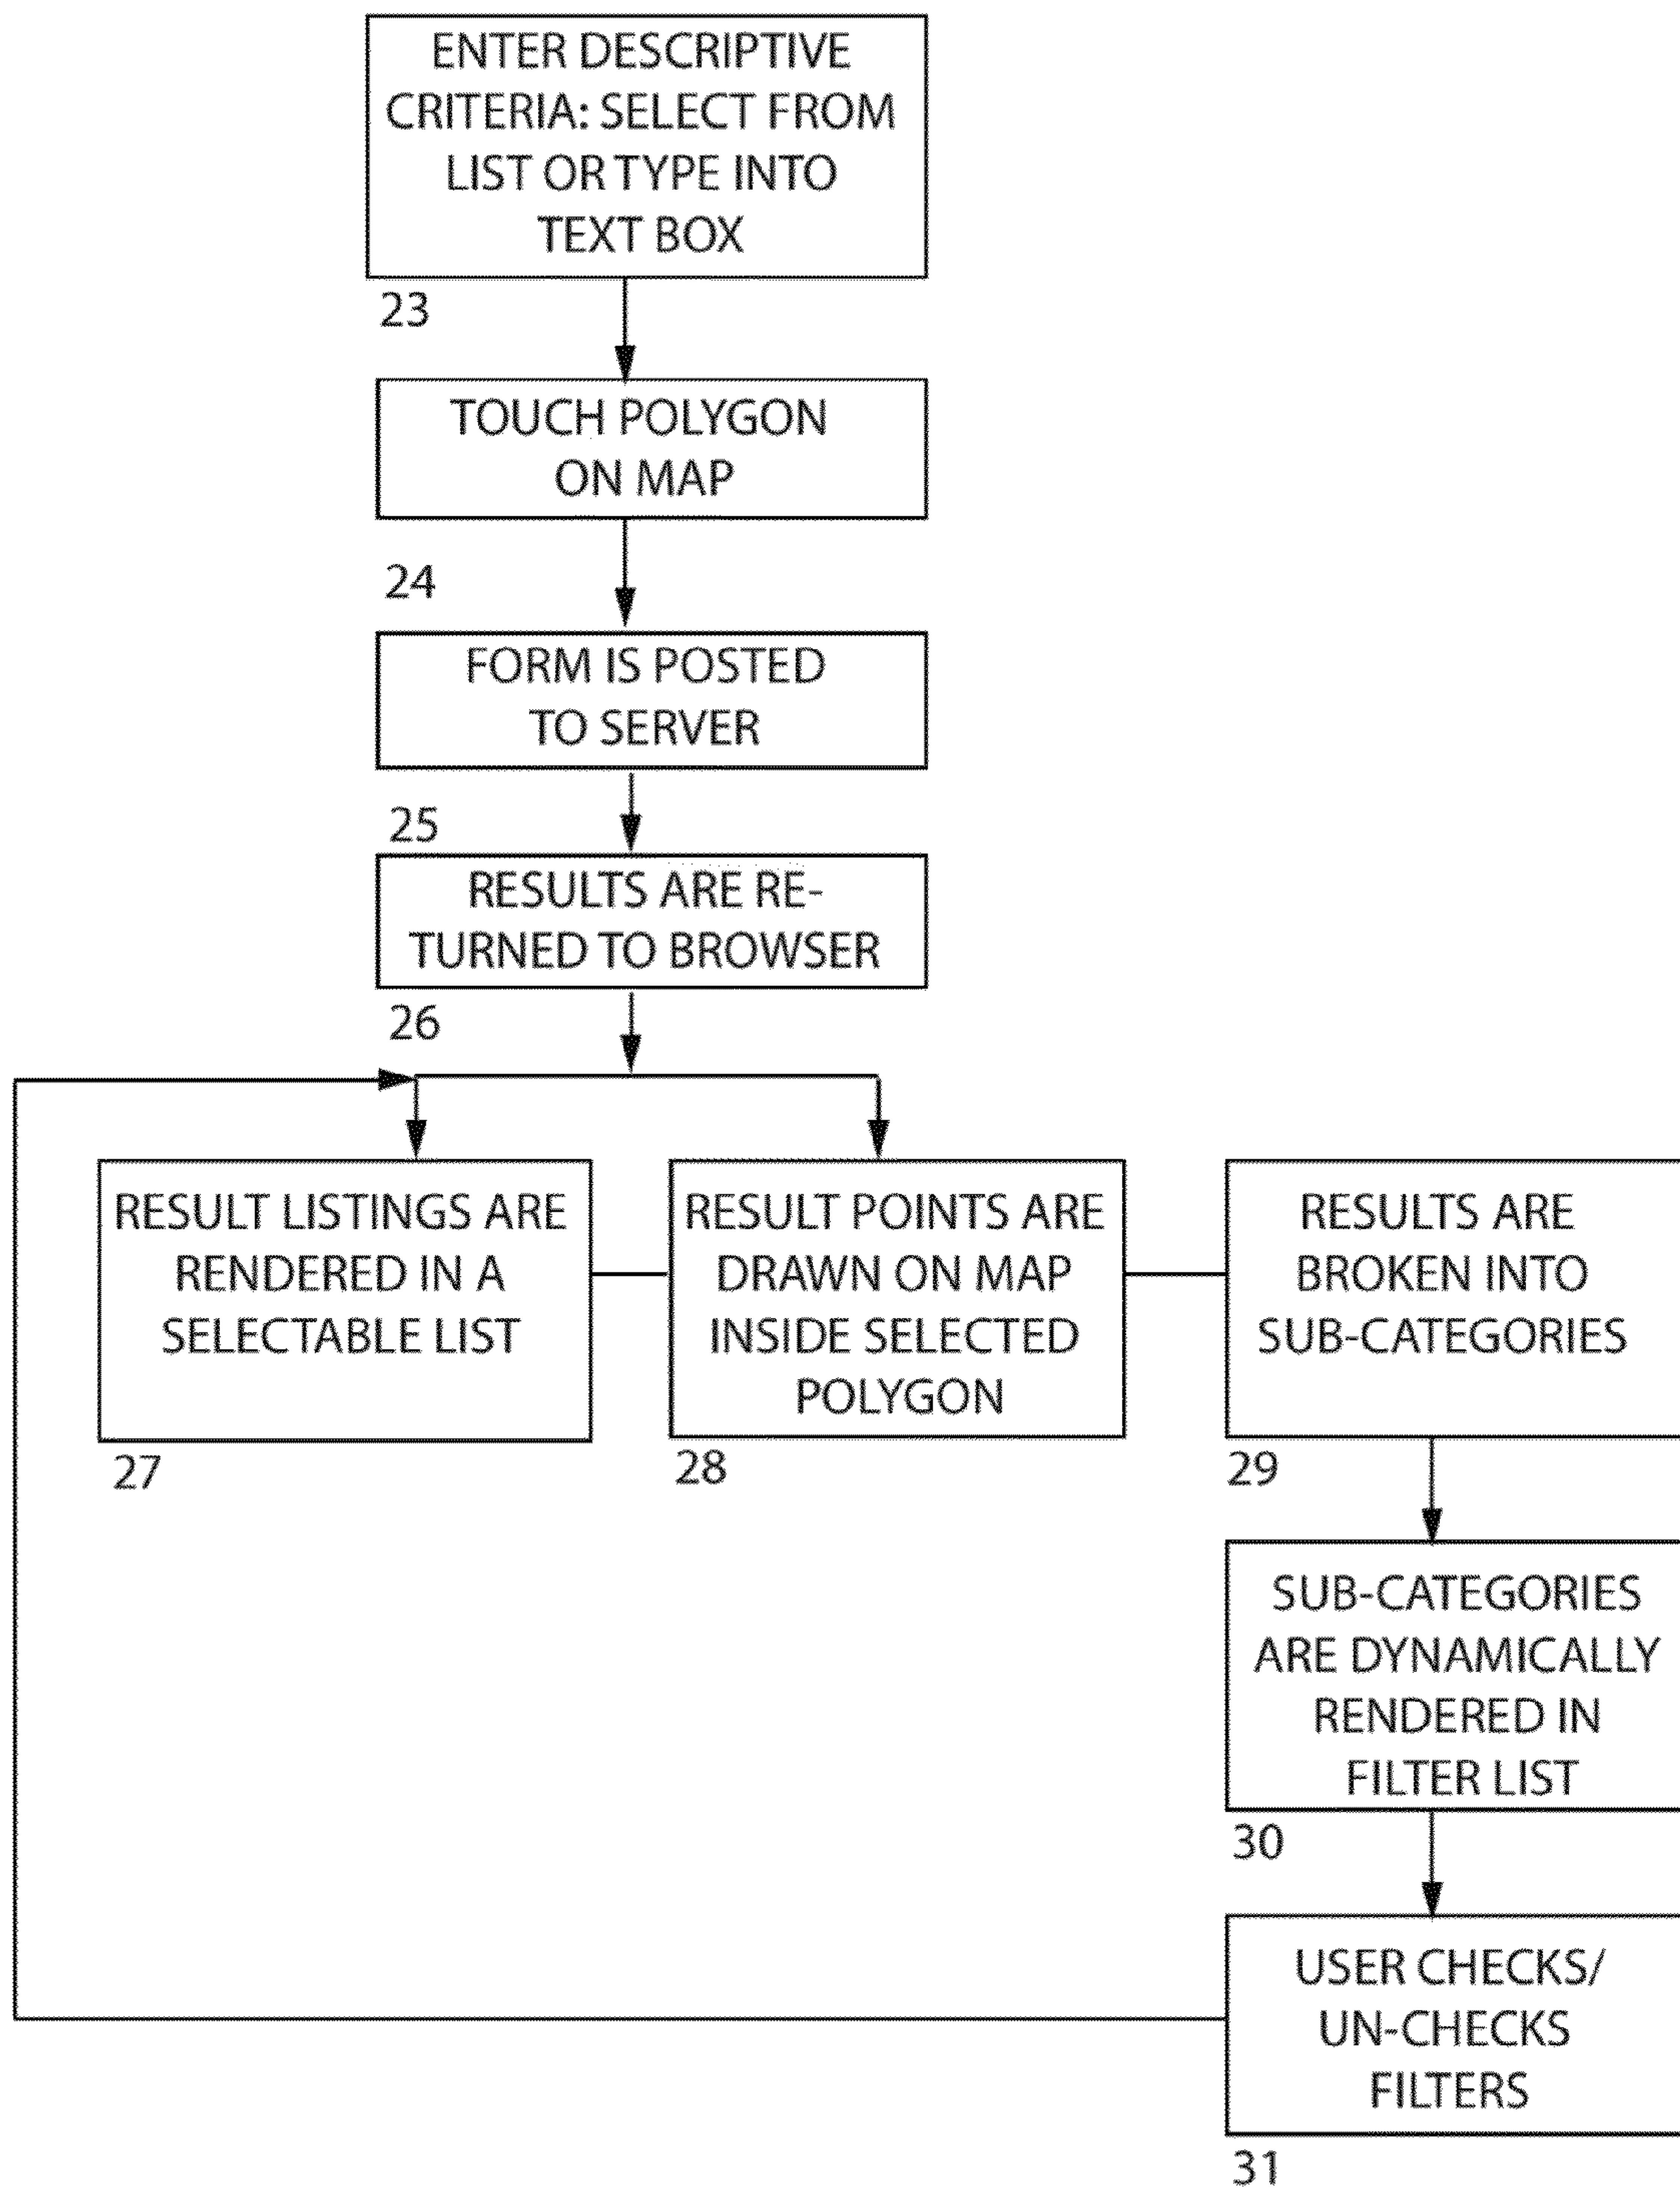 ENTER DESCRIPTIVE
CRITERIA: SELECT FROM
LIST OR TYPE INTO
TEXT BOX
23
TOUCH POLYGON
ON MAP
24
FORM IS POSTED
TO SERVER
25
RESULTS ARE RE-
TURNED TO BROWSER
26
RESULT LISTINGS ARE
RENDERED IN A
SELECTABLE LIST
27
RESULT POINTS ARE
DRAWN ON MAP
INSIDE SELECTED
POLYGON
28
RESULTS ARE
BROKEN INTO
SUB-CATEGORIES
29
SUB-CATEGORIES
ARE DYNAMICALLY
RENDERED IN
FILTER LIST
30
USER CHECKS/
UN-CHECKS
FILTERS
31